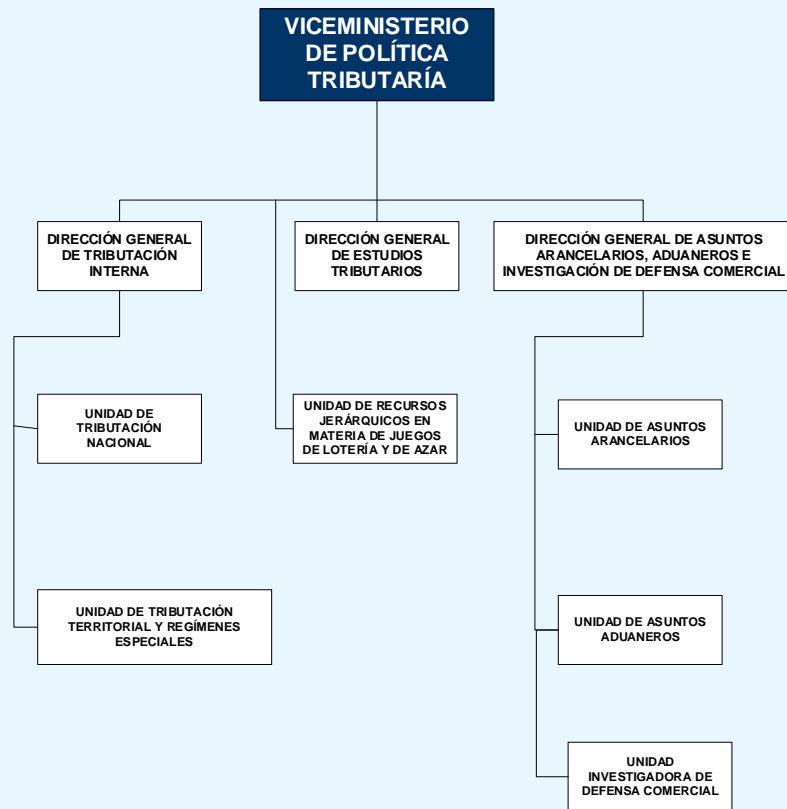 VICEMINISTERIO
DE POLÍTICA
TRIBUTARÍA
DIRECCIÓN GENERAL
DE TRIBUTACIÓN
INTERNA
DIRECCIÓN GENERAL
DE ESTUDIOS
TRIBUTARIOS
DIRECCIÓN GENERAL DE ASUNTOS
ARANCELARIOS, ADUANEROS E
INVESTIGACIÓN DE DEFENSA COMERCIAL
UNIDAD DE
TRIBUTACIÓN
NACIONAL
UNIDAD DE RECURSOS
JERÁRQUICOS EN
MATERIA DE JUEGOS
DE LOTERÍA Y DE AZAR
UNIDAD DE ASUNTOS
ARANCELARIOS
UNIDAD DE TRIBUTACIÓN
TERRITORIAL Y REGÍMENES
ESPECIALES
UNIDAD DE ASUNTOS
ADUANEROS
UNIDAD
INVESTIGADORA DE
DEFENSA COMERCIAL